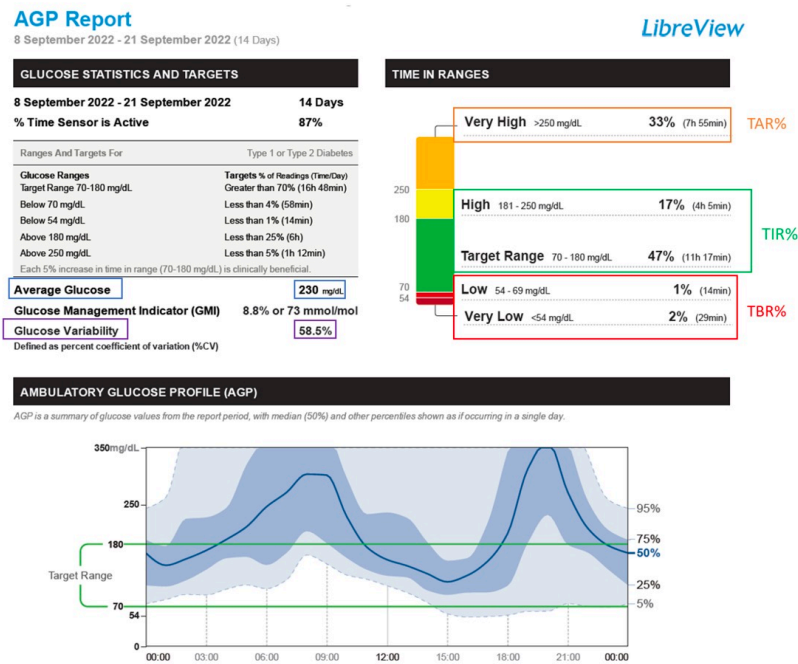 AGP Report
8 September 2022 - 21 September 2022 (14 Days)
LibreView
GLUCOSE STATISTICS AND TARGETS
8 September 2022 - 21 September 2022 14 Days
% Time Sensor is Active 87%
Ranges And Targets For Type 1 or Type 2 Diabetes
Glucose Ranges Targets % of Readings (Time/Day)
Target Range 70-180 mg/dL Greater than 70% (16h 48min)
Below 70 mg/dL Less than 4% (58min)
Below 54 mg/dL Less than 1% (14min)
Above 180 mg/dL Less than 25% (6h)
Above 250 mg/dL Less than 5% (1h 12min)
Each 5% increase in time in range (70-180 mg/dL) is clinically beneficial.
Average Glucose 230 mg/dL
Glucose Management Indicator (GMI) 8.8% or 73 mmol/mol
Glucose Variability 58.5%
Defined as percent coefficient of variation (%CV)
TIME IN RANGES
Very High >250 mg/dL 33% (7h 55min) TAR%
250
High 181 - 250 mg/dL 17% (4h 5min)
180
TIR%
Target Range 70 - 180 mg/dL 47% (11h 17min)
70
Low 54 - 69 mg/dL 1% (14min)
54
Very Low <54 mg/dL 2% (29min) TBR%
AMBULATORY GLUCOSE PROFILE (AGP)
AGP is a summary of glucose values from the report period, with median (50%) and other percentiles shown as if occurring in a single day.
350mg/dL
250
95%
180
75%
50%
Target Range
25%
70
5%
54
0
00:00 03:00 06:00 09:00 12:00 15:00 18:00 21:00 00:00